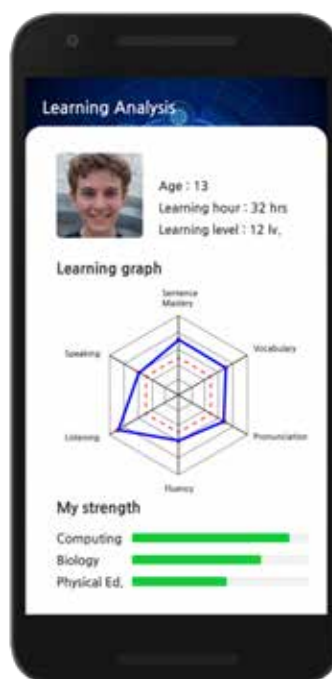 Learning Analysis
Age : 13
Learning hour : 32 hrs
Learning level : 12 lv.
Learning graph
Sentence
Mastery
Speaking
Vocabulary
Listening
Pronunciation
Fluency
My strength
Computing
Biology
Physical Ed.